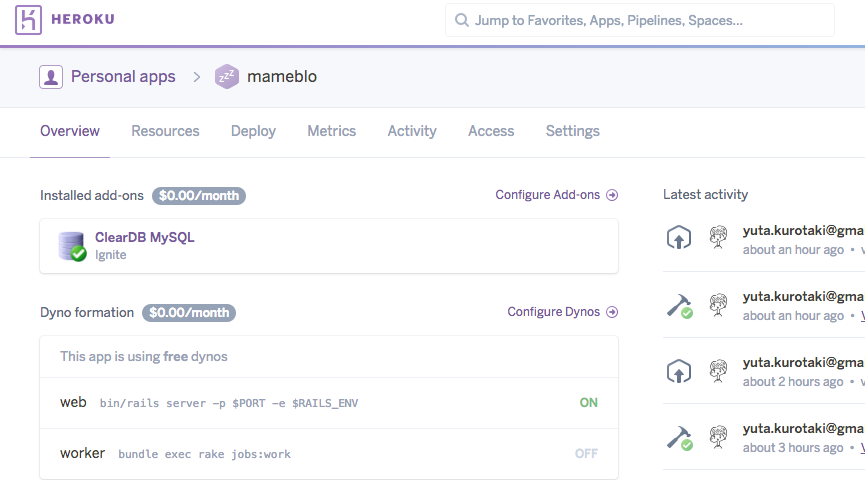 HEROKU
Jump to Favorites, Apps, Pipelines, Spaces...
Personal apps > mameblo
Overview Resources Deploy Metrics Activity Access Settings
Installed add-ons $0.00/month Configure Add-ons
ClearDB MySQL
Ignite
Dyno formation $0.00/month Configure Dynos
This app is using free dynos
web bin/rails server -p $PORT -e $RAILS_ENV ON
worker bundle exec rake jobs:work OFF
Latest activity
yuta.kurotaki@gma
about an hour ago •
yuta.kurotaki@gma
about an hour ago •
yuta.kurotaki@gma
about 2 hours ago •
yuta.kurotaki@gma
about 3 hours ago •